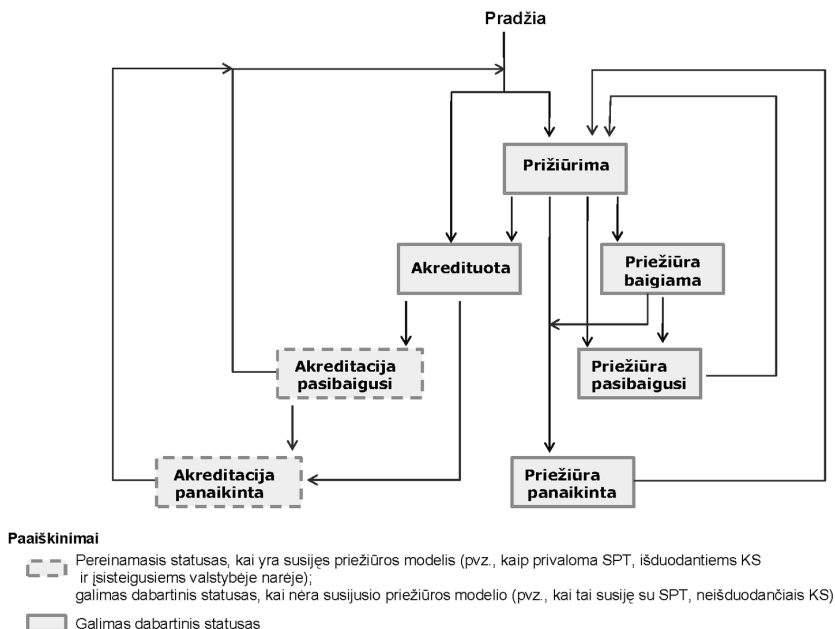 Pradžia
Prižiūrima
Akredituota
Priežiūra
baigiama
Akreditacija
pasibaigusi
Priežiūra
pasibaigusi
Akreditacija
panaikinta
Priežiūra
panaikinta
Paaiškinimai
Pereinamasis statusas, kai yra susijęs priežiūros modelis (pvz., kaip privaloma SPT, išduodantiems KS
ir įsisteigusiems valstybėje narėje);
galimas dabartinis statusas, kai nėra susijusio priežiūros modelio (pvz., kai tai susiję su SPT, neišduodančiais KS)
Galimas dabartinis statusas